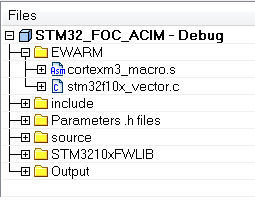 Files
STM32_FOC_ACIM - Debug
EWARM
Asm cortexm3_macro.s
C stm32f10x_vector.c
include
Parameters .h files
source
STM3210xFWLIB
Output